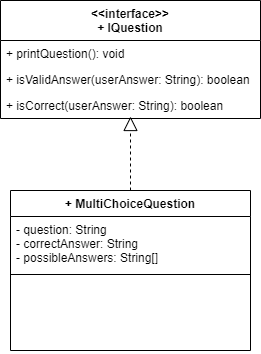 <<interface>>
+ IQuestion
+ printQuestion(): void
+ isValidAnswer(userAnswer: String): boolean
+ isCorrect(userAnswer: String): boolean
+ MultiChoiceQuestion
- question: String
- correctAnswer: String
- possibleAnswers: String[]